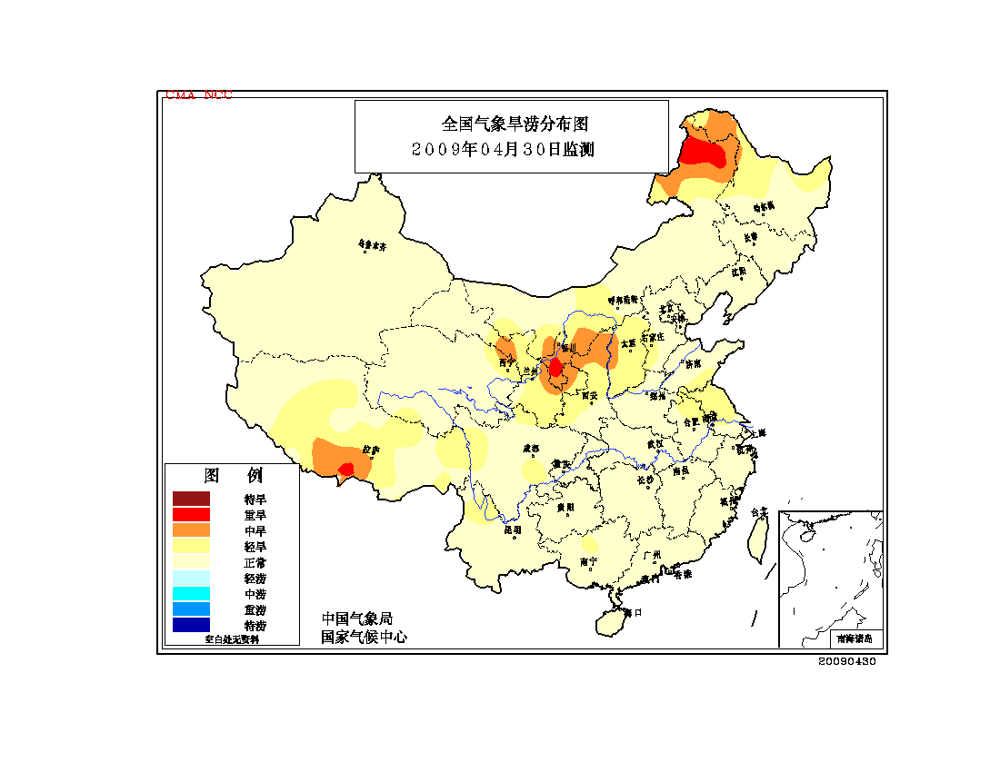 CMA NCC
全国气象旱涝分布图
2009年04月30日监测
哈尔滨
长春
乌鲁木齐
沈阳
呼和浩特
北京
天津
银川
太原
石家庄
西宁
兰州
济南
西安
郑州
合肥
南京
上海
拉萨
成都
武汉
杭州
重庆
长沙
南昌
贵阳
福州
台北
昆明
南宁
广州
澳门
香港
海口
图 例
特旱
重旱
中旱
轻旱
正常
轻涝
中涝
重涝
特涝
空白处无资料
中国气象局
国家气候中心
南海诸岛
20090430